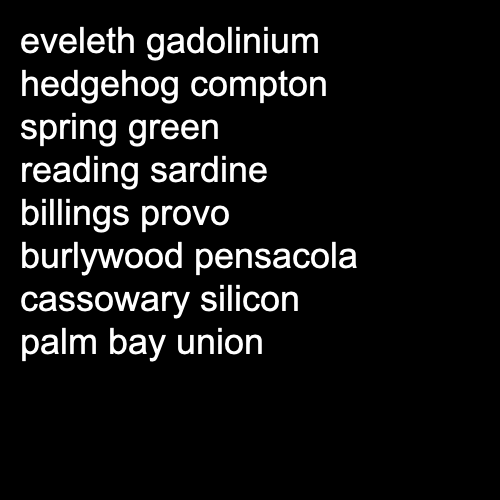 eveleth gadolinium
hedgehog compton
spring green
reading sardine
billings provo
burlywood pensacola
cassowary silicon
palm bay union